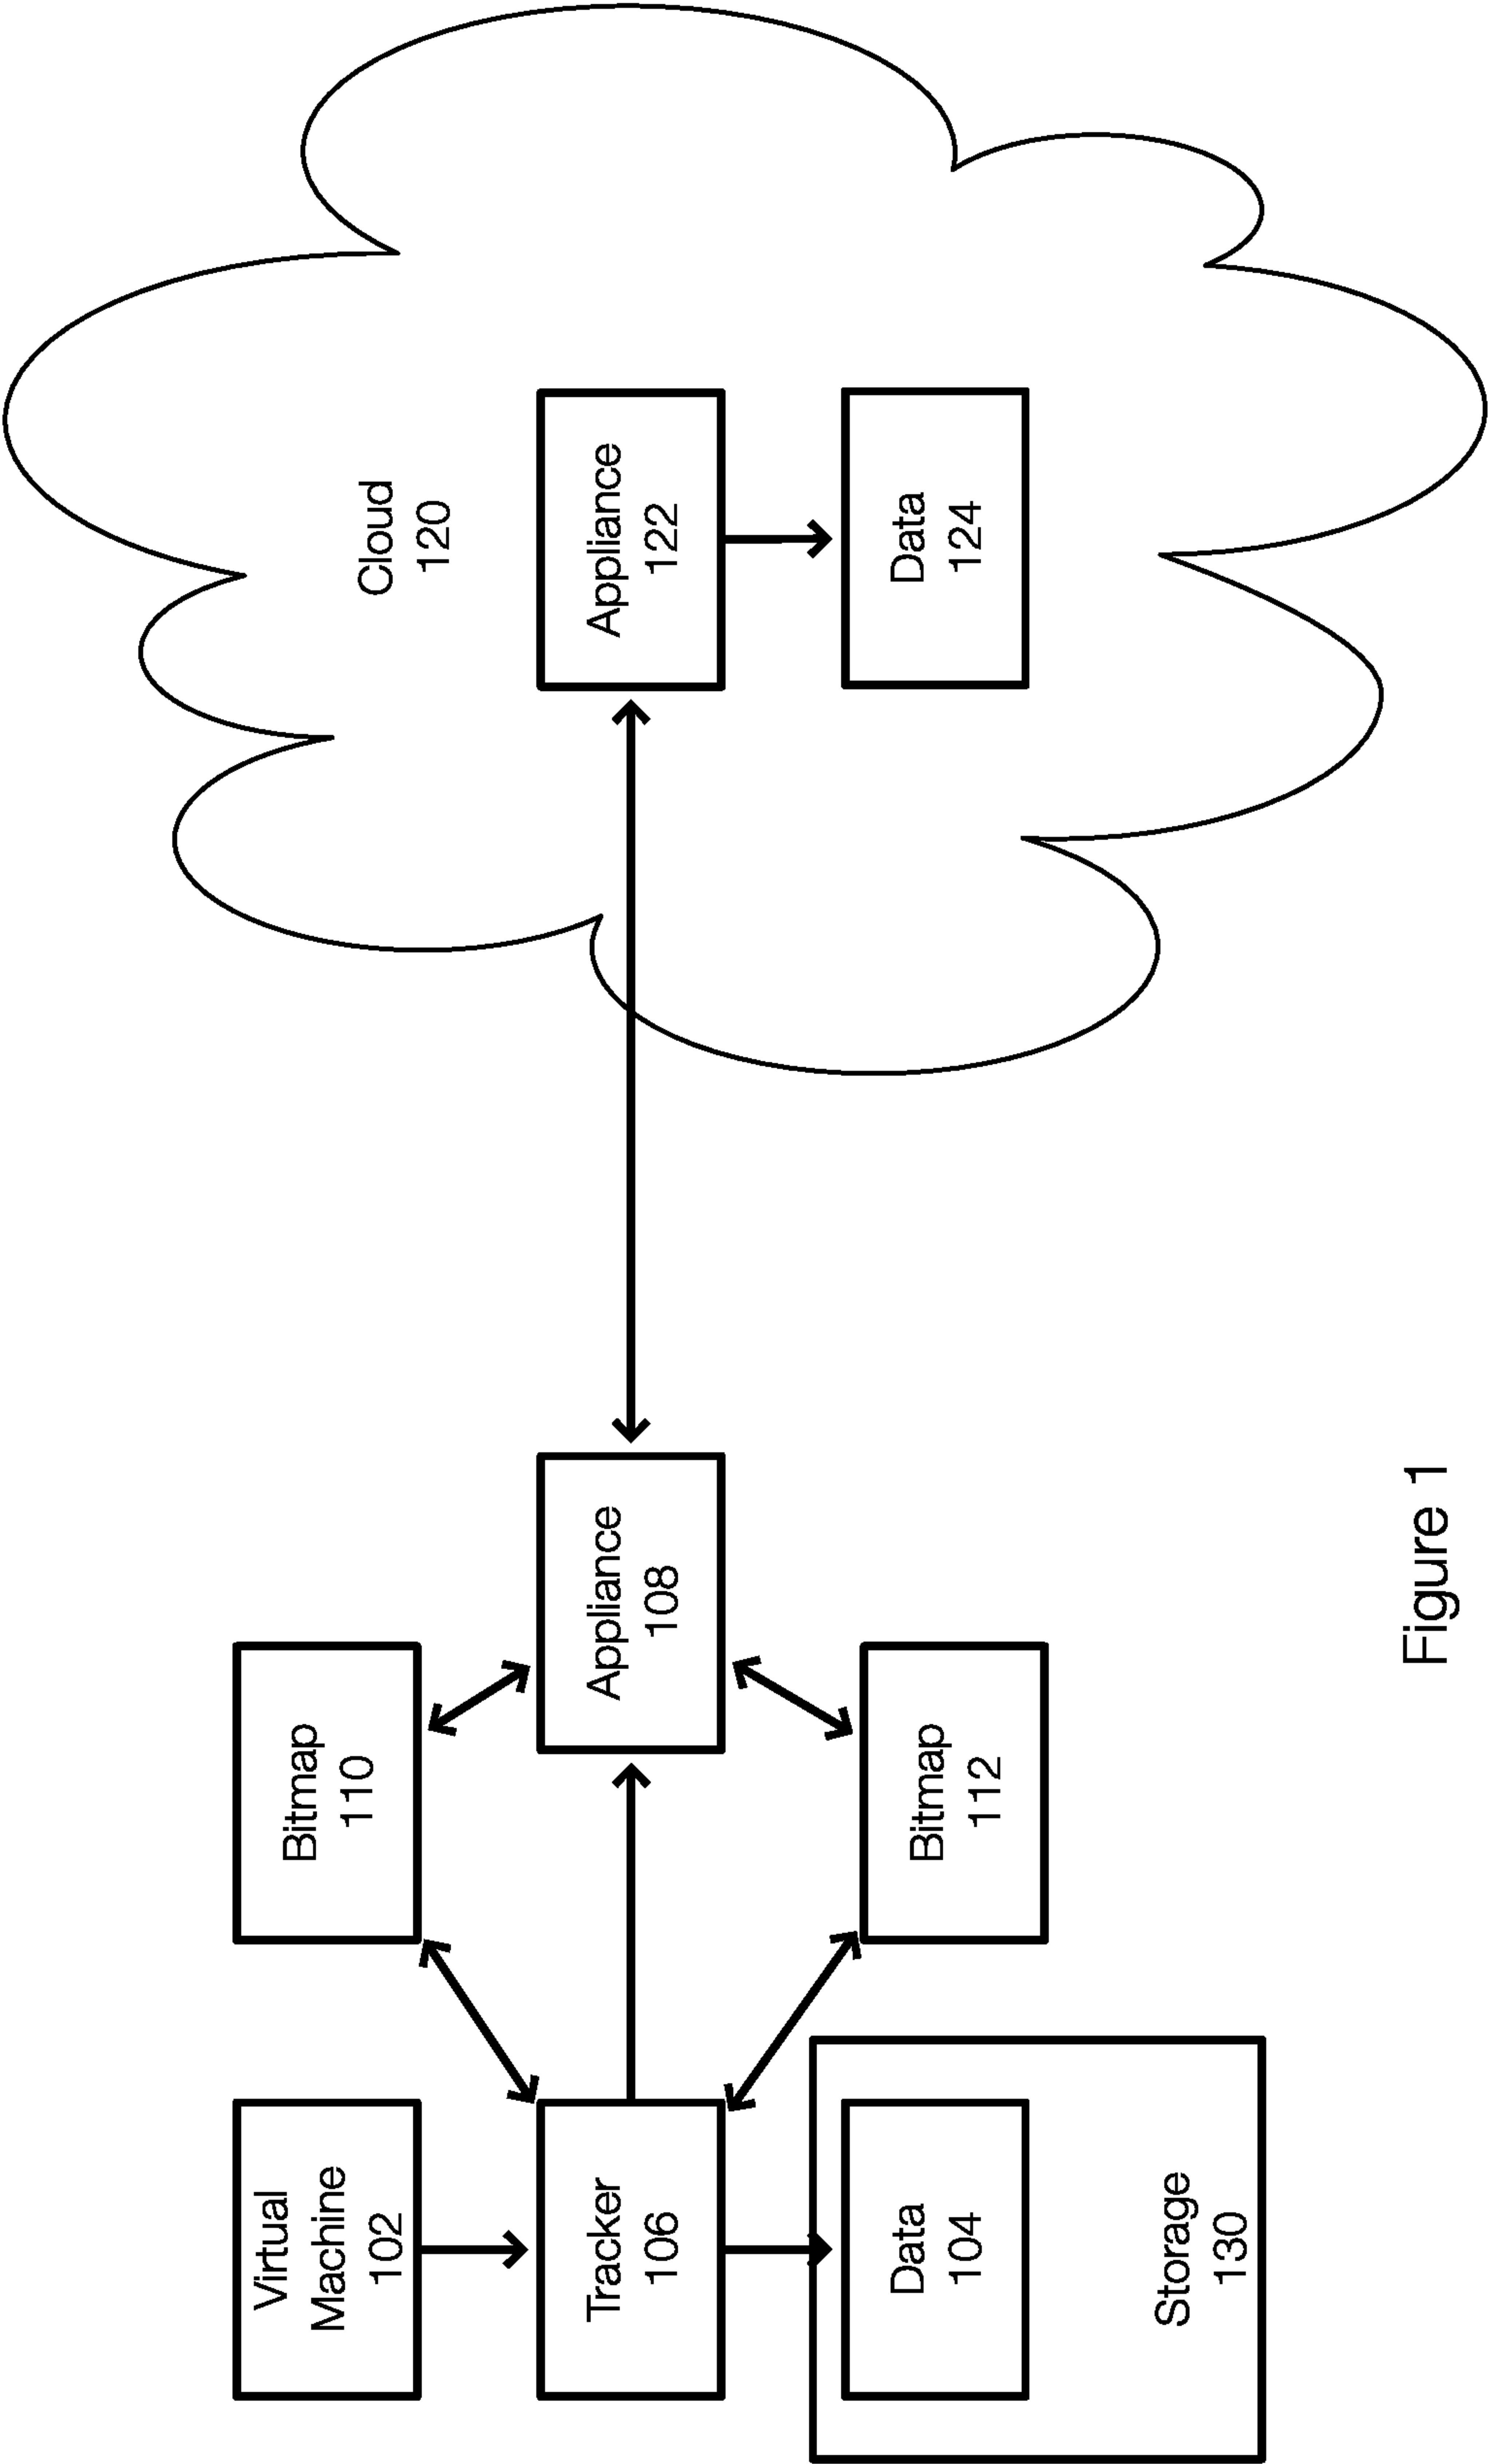 Virtual
Machine
102
Bitmap
110
Cloud
120
Tracker
106
Appliance
108
Appliance
122
Data
104
Bitmap
112
Data
124
Storage
130
Figure 1